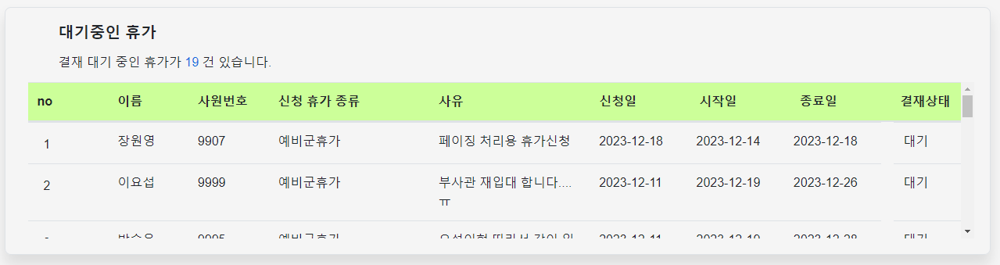 대기중인 휴가
결재 대기 중인 휴가가 19 건 있습니다.
no 이름 사원번호 신청 휴가 종류 사유 신청일 시작일 종료일 결재상태
1 장원영 9907 예비군휴가 페이징 처리용 휴가신청 2023-12-18 2023-12-14 2023-12-18 대기
2 이요섭 9999 예비군휴가 부사관 재입대 합니다.... 2023-12-11 2023-12-19 2023-12-26 대기
ㅠ
9995 예비군휴가 2023-12-11 2023-12-19 2023-12-28 대기